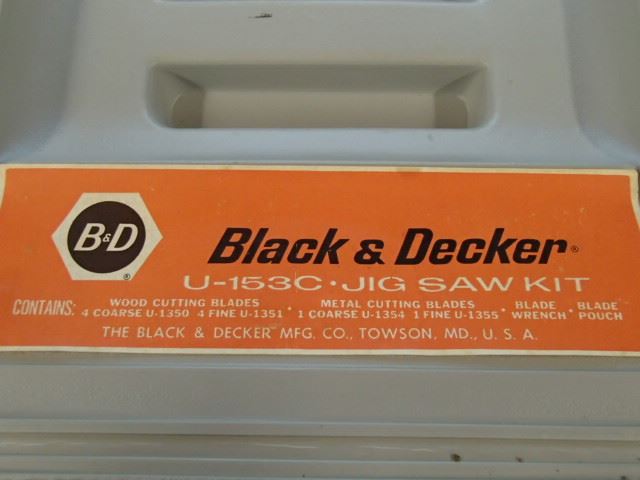 B&D
®
Black & Decker®
U-153C · JIG SAW KIT
CONTAINS: WOOD CUTTING BLADES
4 COARSE U-1350 4 FINE U-1351 •
METAL CUTTING BLADES
1 COARSE U-1354 1 FINE U-1355 •
BLADE
WRENCH •
BLADE
POUCH
THE BLACK & DECKER MFG. CO., TOWSON, MD., U. S. A.